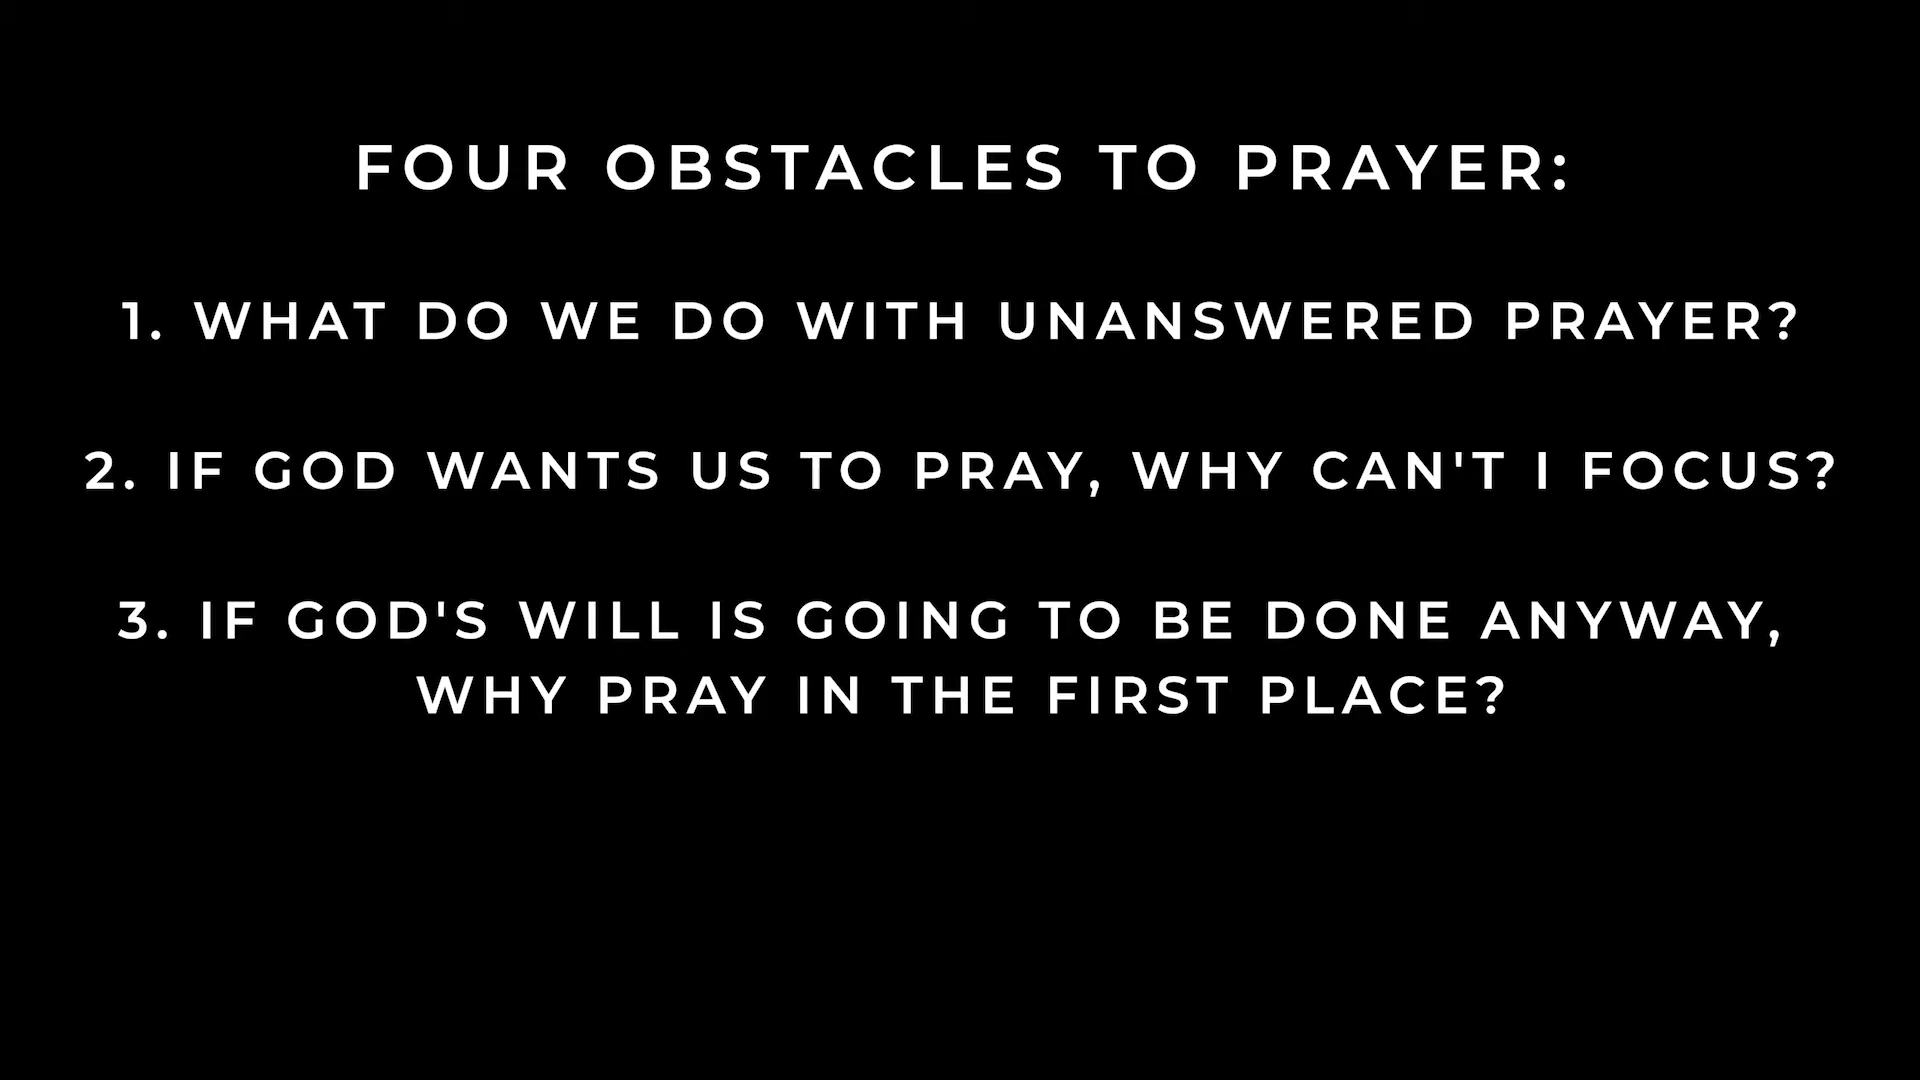 FOUR OBSTACLES TO PRAYER:
1. WHAT DO WE DO WITH UNANSWERED PRAYER?
2. IF GOD WANTS US TO PRAY, WHY CAN'T I FOCUS?
3. IF GOD'S WILL IS GOING TO BE DONE ANYWAY,
WHY PRAY IN THE FIRST PLACE?